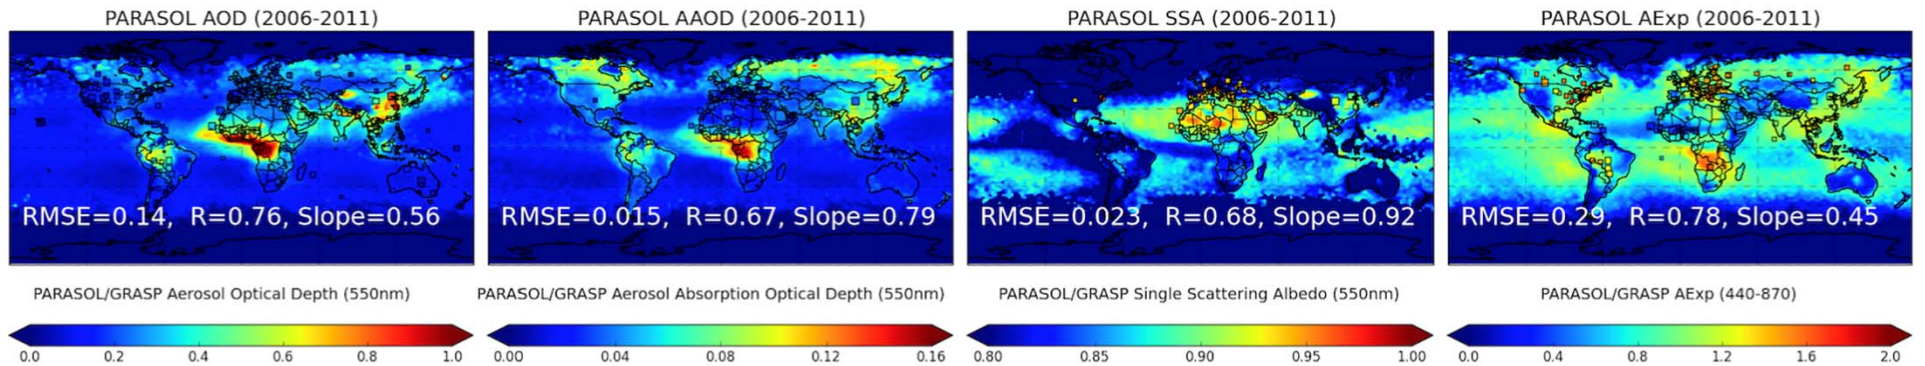 PARASOL AOD (2006-2011)
RMSE=0.14, R=0.76, Slope=0.56
PARASOL/GRASP Aerosol Optical Depth (550nm)
0.0 0.2 0.4 0.6 0.8 1.0
PARASOL AAOD (2006-2011)
RMSE=0.015, R=0.67, Slope=0.79
PARASOL/GRASP Aerosol Absorption Optical Depth (550nm)
0.00 0.04 0.08 0.12 0.16
PARASOL SSA (2006-2011)
RMSE=0.023, R=0.68, Slope=0.92
PARASOL/GRASP Single Scattering Albedo (550nm)
0.80 0.85 0.90 0.95 1.00
PARASOL AExp (2006-2011)
RMSE=0.29, R=0.78, Slope=0.45
PARASOL/GRASP AExp (440-870)
0.0 0.4 0.8 1.2 1.6 2.0